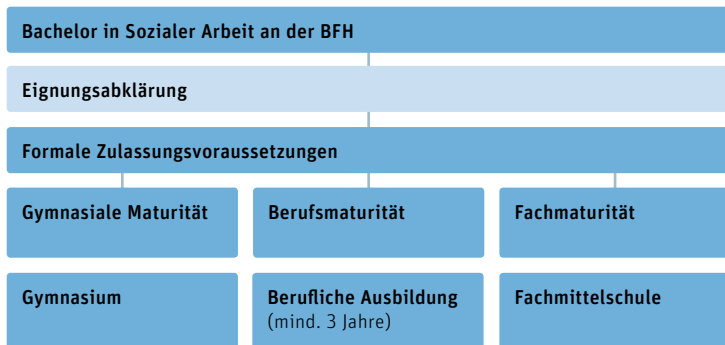 Bachelor in Sozialer Arbeit an der BFH
Eignungsabklärung
Formale Zulassungsvoraussetzungen
Gymnasiale Maturität
Berufsmaturität
Fachmaturität
Gymnasium
Berufliche Ausbildung
(mind. 3 Jahre)
Fachmittelschule